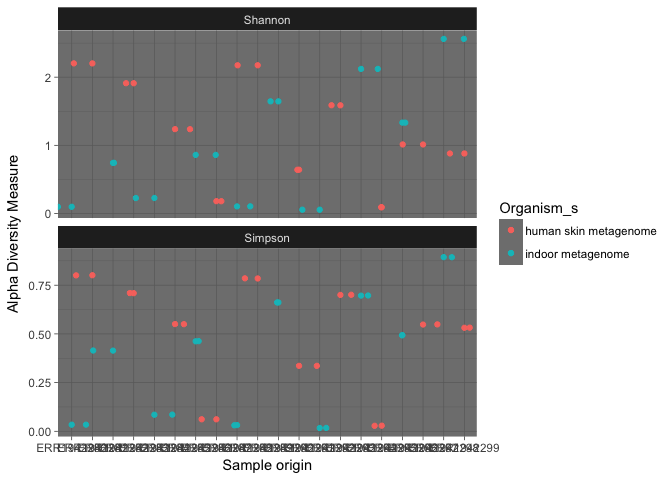 Shannon
2
1
0
Simpson
0.75
0.50
0.25
0.00
Alpha Diversity Measure
Sample origin
Organism_s
human skin metagenome
indoor metagenome